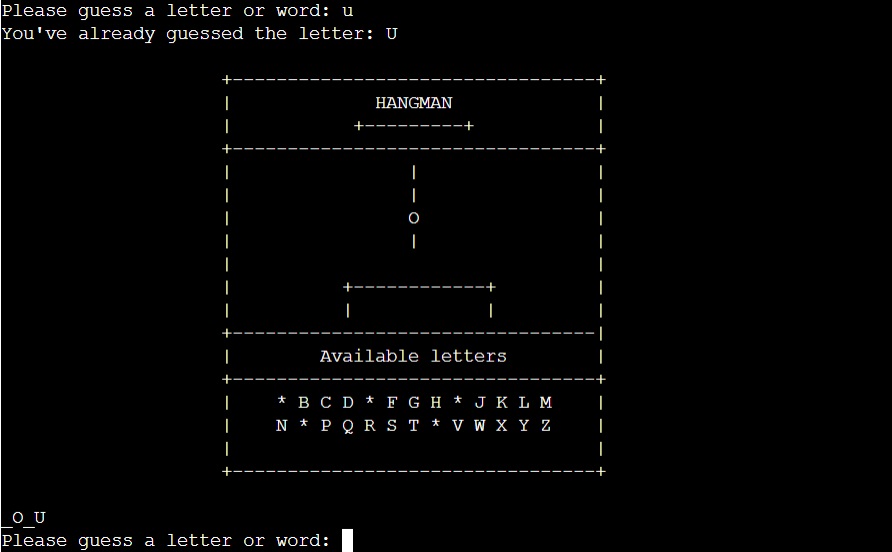 Please guess a letter or word: u
You've already guessed the letter: U
HANGMAN
O
Available letters
* B C D * F G H * J K L M
N * P Q R S T * V W X Y Z
_O_U
Please guess a letter or word: